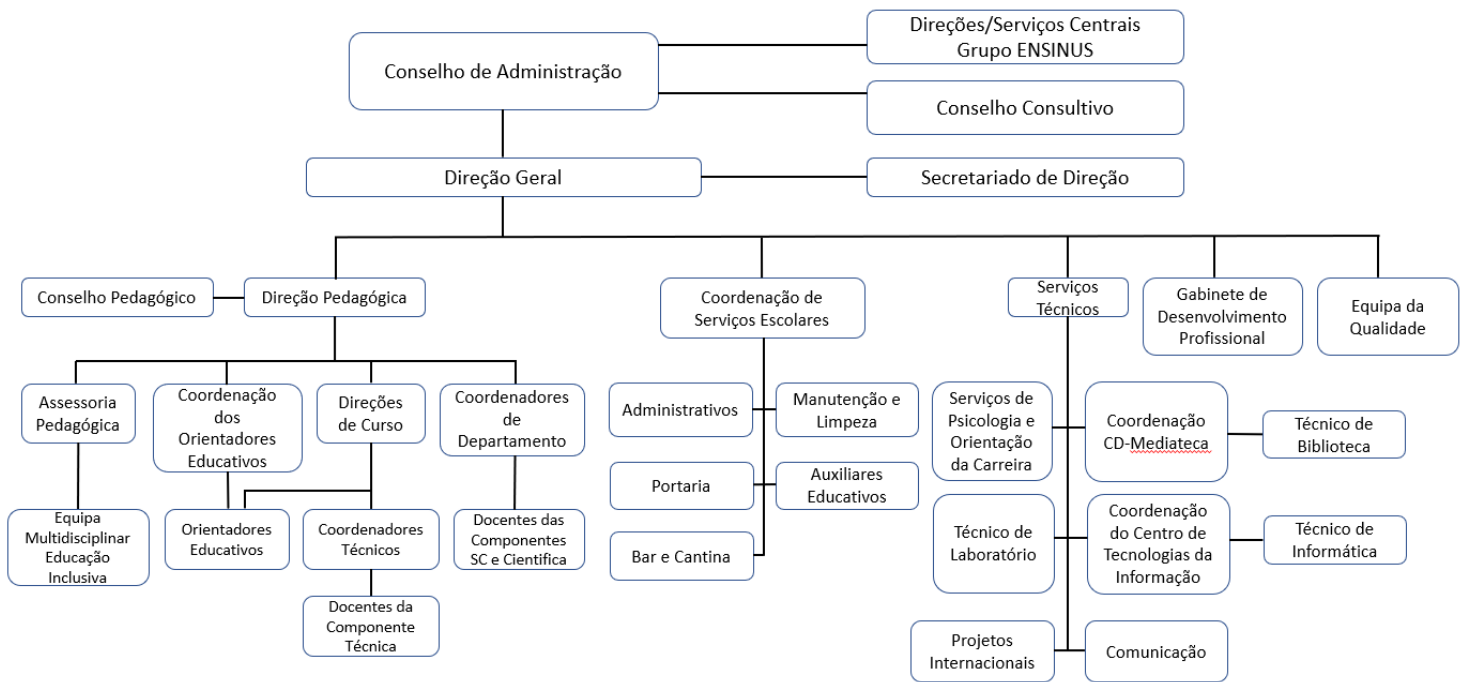 Direções/Serviços Centrais
Grupo ENSINUS
Conselho de Administração
Conselho Consultivo
Direção Geral
Secretariado de Direção
Conselho Pedagógico
Direção Pedagógica
Coordenação de
Serviços Escolares
Serviços
Técnicos
Gabinete de
Desenvolvimento
Profissional
Equipa da
Qualidade
Assessoria
Pedagógica
Coordenação
dos
Orientadores
Educativos
Direções
de Curso
Coordenadores
de
Departamento
Administrativos
Manutenção e
Limpeza
Serviços de
Psicologia e
Orientação
da Carreira
Coordenação
CD-Mediateca
Técnico de
Biblioteca
Portaria
Auxiliares
Educativos
Equipa
Multidisciplinar
Educação
Inclusiva
Orientadores
Educativos
Coordenadores
Técnicos
Docentes das
Componentes
SC e Cientifica
Bar e Cantina
Técnico de
Laboratório
Coordenação
do Centro de
Tecnologias da
Informação
Técnico de
Informática
Docentes da
Componente
Técnica
Projetos
Internacionais
Comunicação